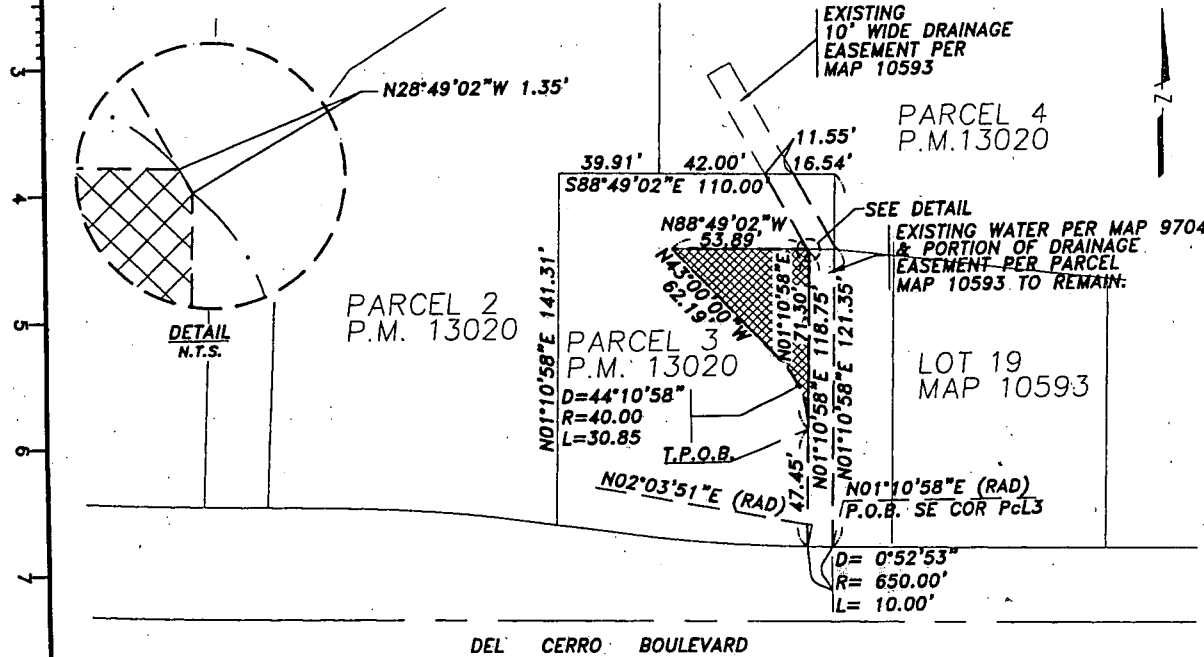 EXISTING
10' WIDE DRAINAGE
EASEMENT PER
MAP 10593
3
N28°49'02"W 1.35'
Z
PARCEL 4
P.M.13020
11.55'
39.91' 42.00' 16.54'
4
S88°49'02"E 110.00'
SEE DETAIL
N88°49'02"W
53.89'
EXISTING WATER PER MAP 9704
& PORTION OF DRAINAGE
EASEMENT PER PARCEL
MAP 10593 TO REMAIN.
N43°00'00"W
62.19'
N01°10'58"E
71.30'
N01°10'58"E 118.75'
N01°10'58"E 121.35'
N01°10'58"E 141.31'
PARCEL 2
P.M. 13020
5
DETAIL
N.T.S.
PARCEL 3
P.M. 13020
LOT 19
MAP 10593
D=44°10'58"
R=40.00
L=30.85
6
T.P.O.B.
47.45'
N02°03'51"E (RAD)
N01°10'58"E (RAD)
P.O.B. SE COR PcL3
D= 0°52'53"
R= 650.00'
L= 10.00'
7
DEL CERRO BOULEVARD